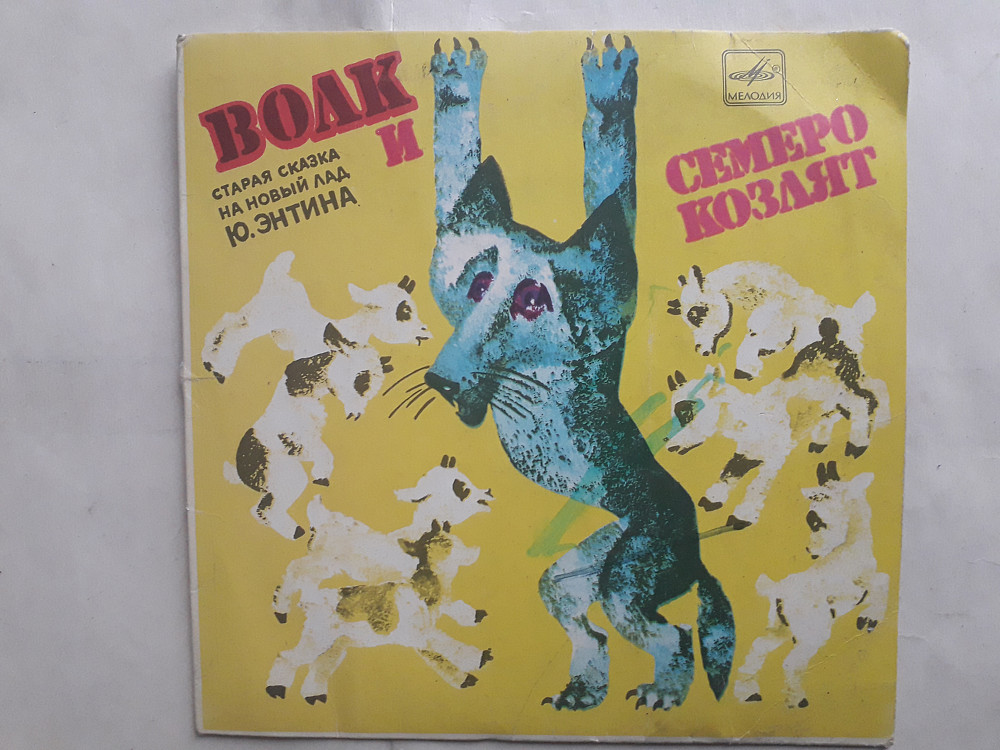 ВОЛК
И
СЕМЕРО
КОЗЛЯТ
СТАРАЯ СКАЗКА
НА НОВЫЙ ЛАД
Ю. ЭНТИНА
МЕЛОДИЯ